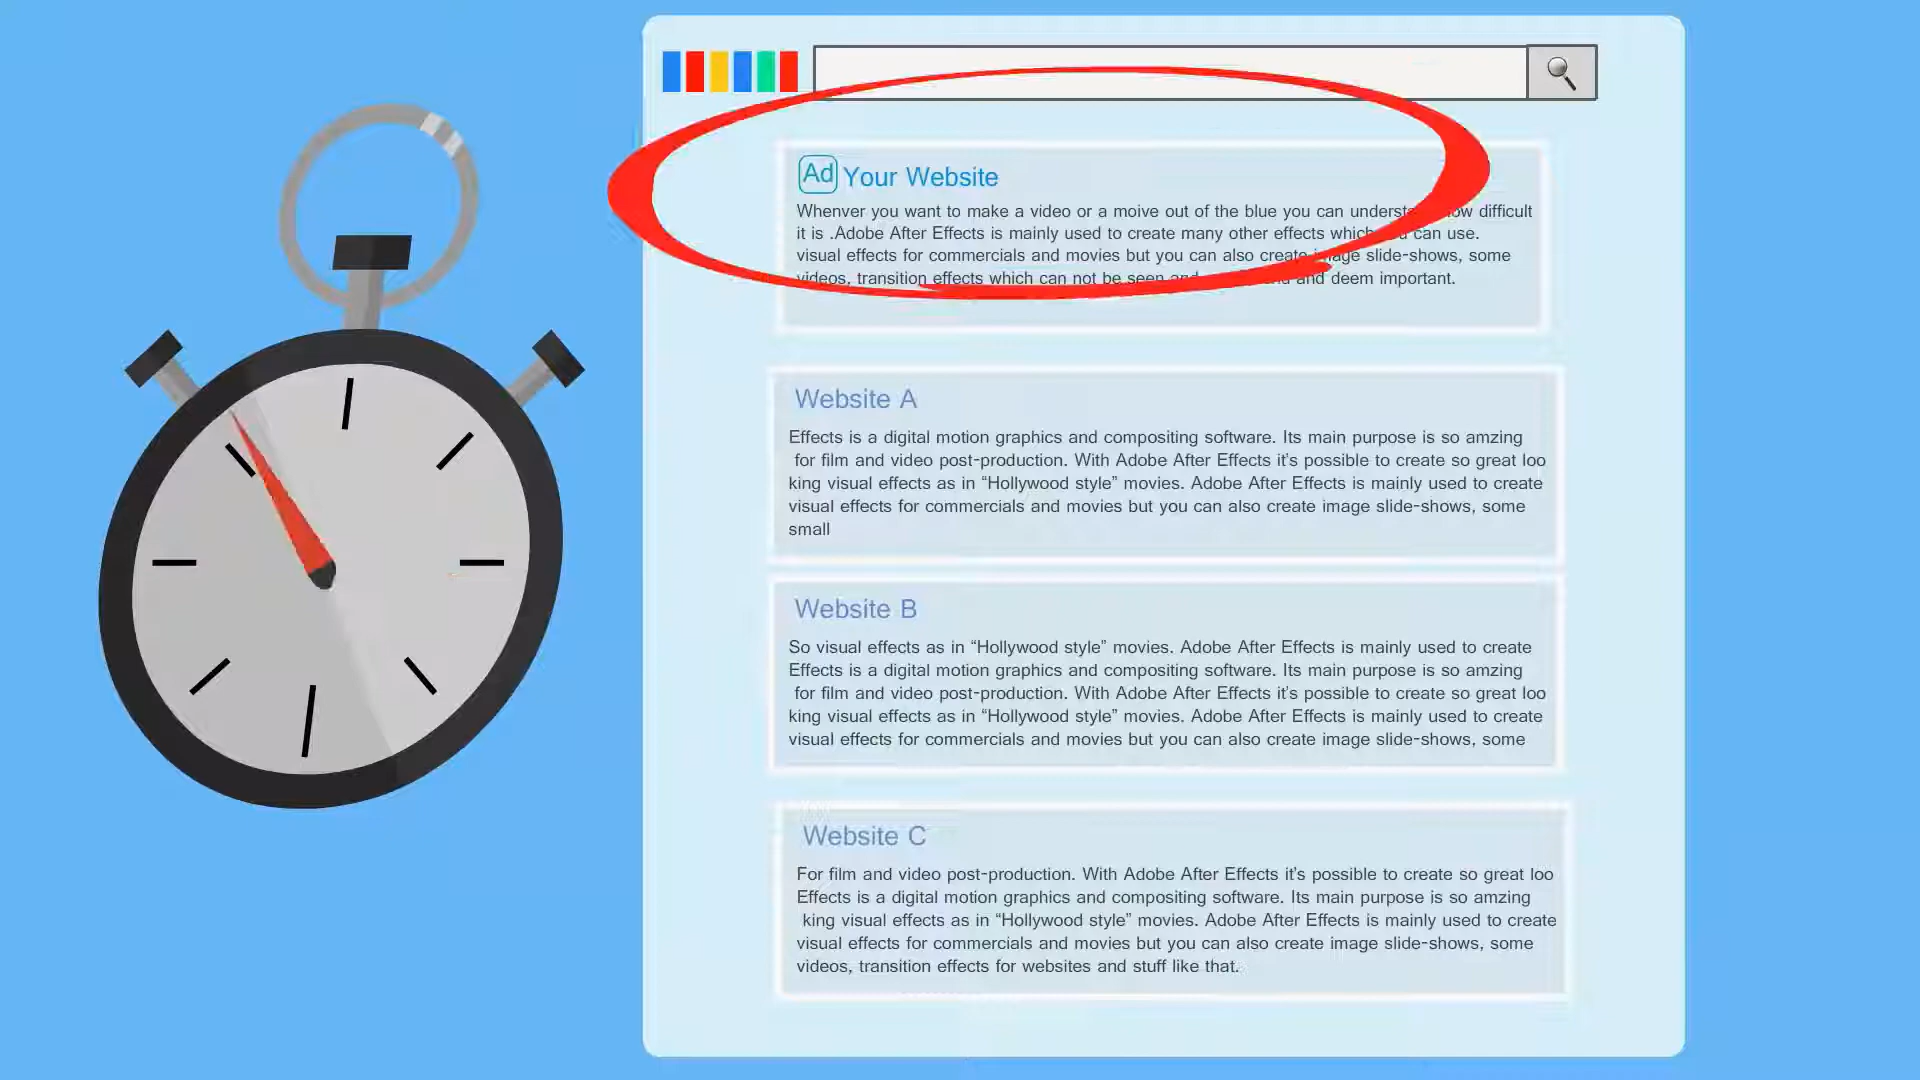 Ad Your Website
Whenver you want to make a video or a moive out of the blue you can underst ow difficult
it is .Adobe After Effects is mainly used to create many other effects which can use.
visual effects for commercials and movies but you can also create image slide-shows, some
videos, transition effects which can not be seen and and deem important.
Website A
Effects is a digital motion graphics and compositing software. Its main purpose is so amzing
for film and video post-production. With Adobe After Effects it's possible to create so great loo
king visual effects as in “Hollywood style” movies. Adobe After Effects is mainly used to create
visual effects for commercials and movies but you can also create image slide-shows, some
small
Website B
So visual effects as in “Hollywood style” movies. Adobe After Effects is mainly used to create
Effects is a digital motion graphics and compositing software. Its main purpose is so amzing
for film and video post-production. With Adobe After Effects it's possible to create so great loo
king visual effects as in “Hollywood style” movies. Adobe After Effects is mainly used to create
visual effects for commercials and movies but you can also create image slide-shows, some
Website C
For film and video post-production. With Adobe After Effects it's possible to create so great loo
Effects is a digital motion graphics and compositing software. Its main purpose is so amzing
king visual effects as in “Hollywood style” movies. Adobe After Effects is mainly used to create
visual effects for commercials and movies but you can also create image slide-shows, some
videos, transition effects for websites and stuff like that.